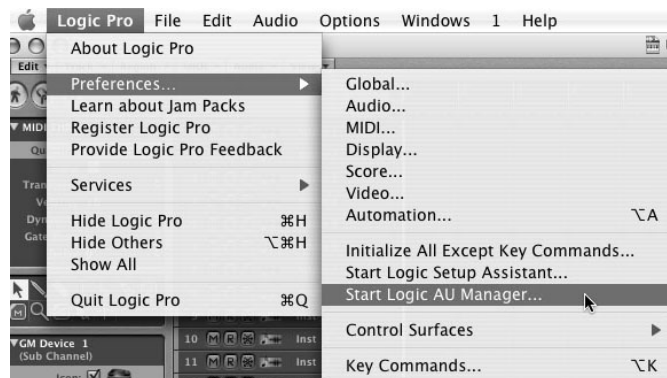 Logic Pro File Edit Audio Options Windows 1 Help
About Logic Pro
Edit
Preferences...
Learn about Jam Packs
Register Logic Pro
Provide Logic Pro Feedback
Services
Hide Logic Pro ⌘H
Hide Others ⌥⌘H
Show All
Quit Logic Pro ⌘Q
Global...
Audio...
MIDI...
Display...
Score...
Video...
Automation... ⌥A
Initialize All Except Key Commands...
Start Logic Setup Assistant...
Start Logic AU Manager...
Control Surfaces
Key Commands... ⌥K
MIDI
Qu
Tran
Ve
Dyn
Gate
M
GM Device 1
(Sub Channel)
Icon:
10 M R Inst
11 M R Inst